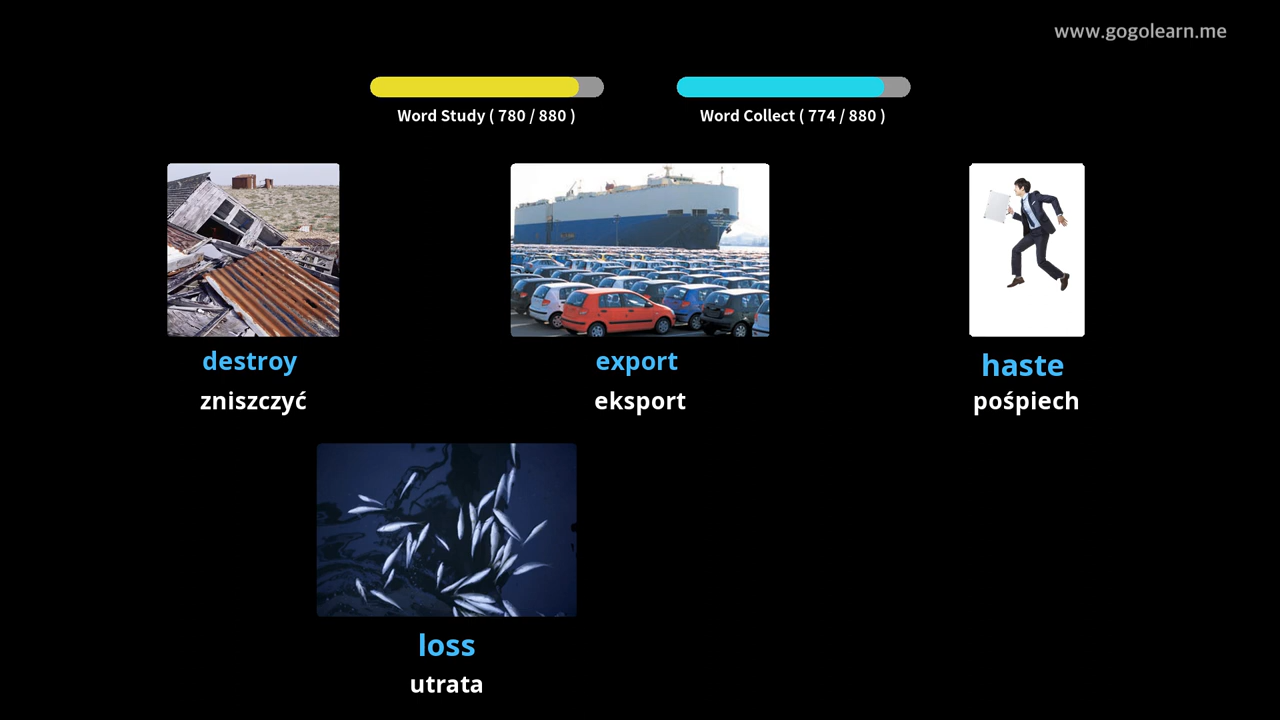 www.gogolearn.me
Word Study ( 780 / 880 )
Word Collect ( 774 / 880 )
destroy
zniszczyć
export
eksport
haste
pośpiech
loss
utrata